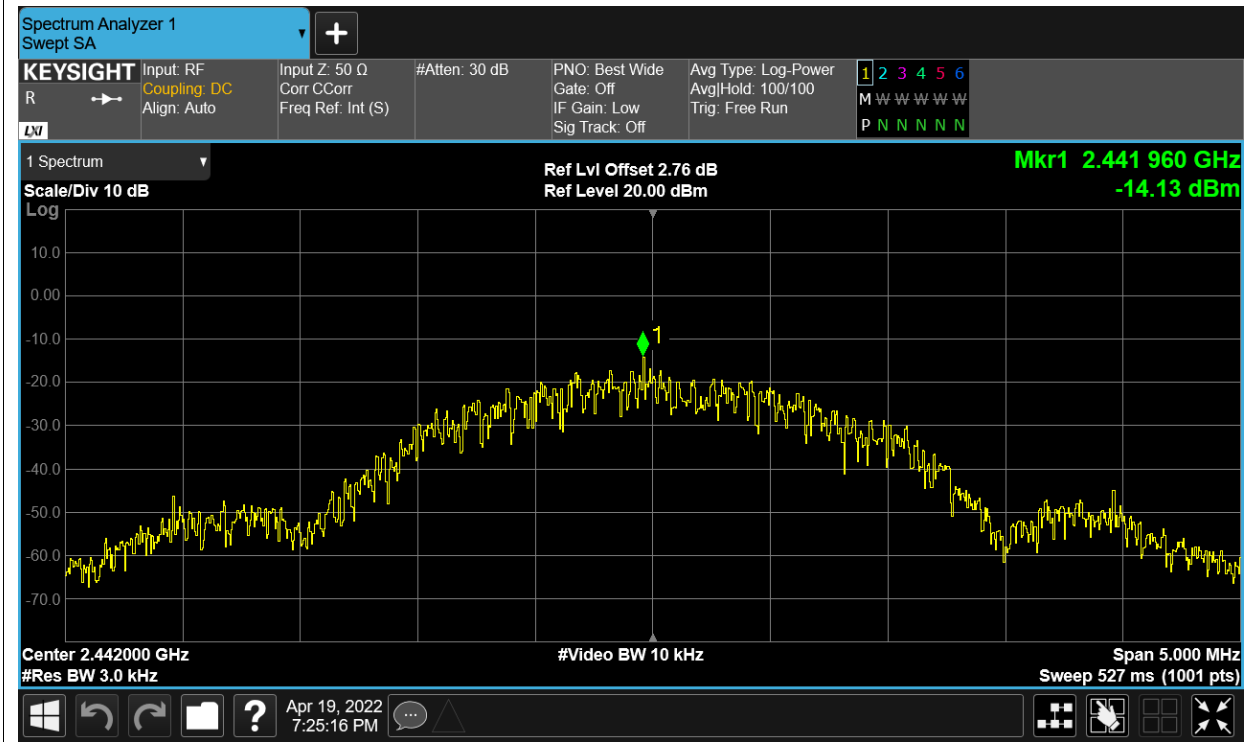 Spectrum Analyzer 1
Swept SA
+
KEYSIGHT
R
LXI
Input: RF
Coupling: DC
Align: Auto
Input Z: 50 Ω
Corr CCorr
Freq Ref: Int (S)
#Atten: 30 dB
PNO: Best Wide
Gate: Off
IF Gain: Low
Sig Track: Off
Avg Type: Log-Power
Avg|Hold: 100/100
Trig: Free Run
1 2 3 4 5 6
M W W W W W
P N N N N N
1 Spectrum
Scale/Div 10 dB
Log
Ref Lvl Offset 2.76 dB
Ref Level 20.00 dBm
Mkr1 2.441 960 GHz
-14.13 dBm
10.0
0.00
-10.0
1
-20.0
-30.0
-40.0
-50.0
-60.0
-70.0
Center 2.442000 GHz
#Video BW 10 kHz
Span 5.000 MHz
#Res BW 3.0 kHz
Sweep 527 ms (1001 pts)
?
Apr 19, 2022
7:25:16 PM